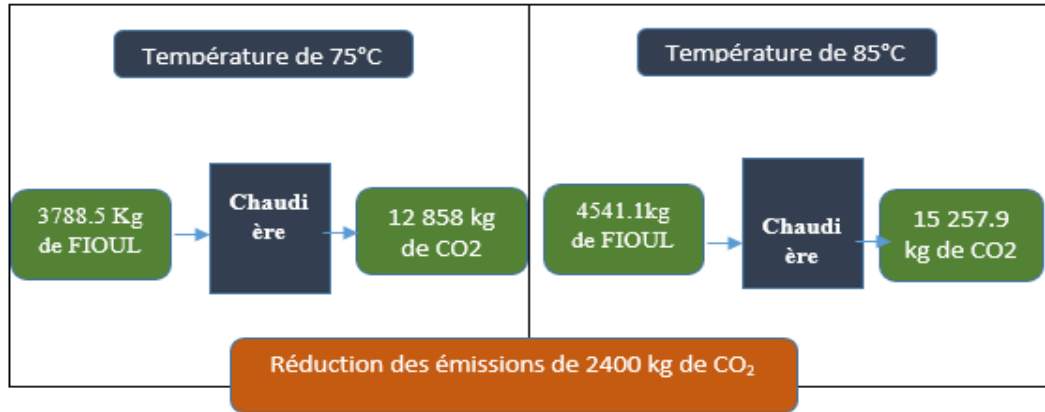 Température de 75°C
3788.5 Kg
de FIOUL
Chaudi
ère
12 858 kg
de CO2
Température de 85°C
4541.1kg
de FIOUL
Chaudi
ère
15 257.9
kg de CO2
Réduction des émissions de 2400 kg de CO₂